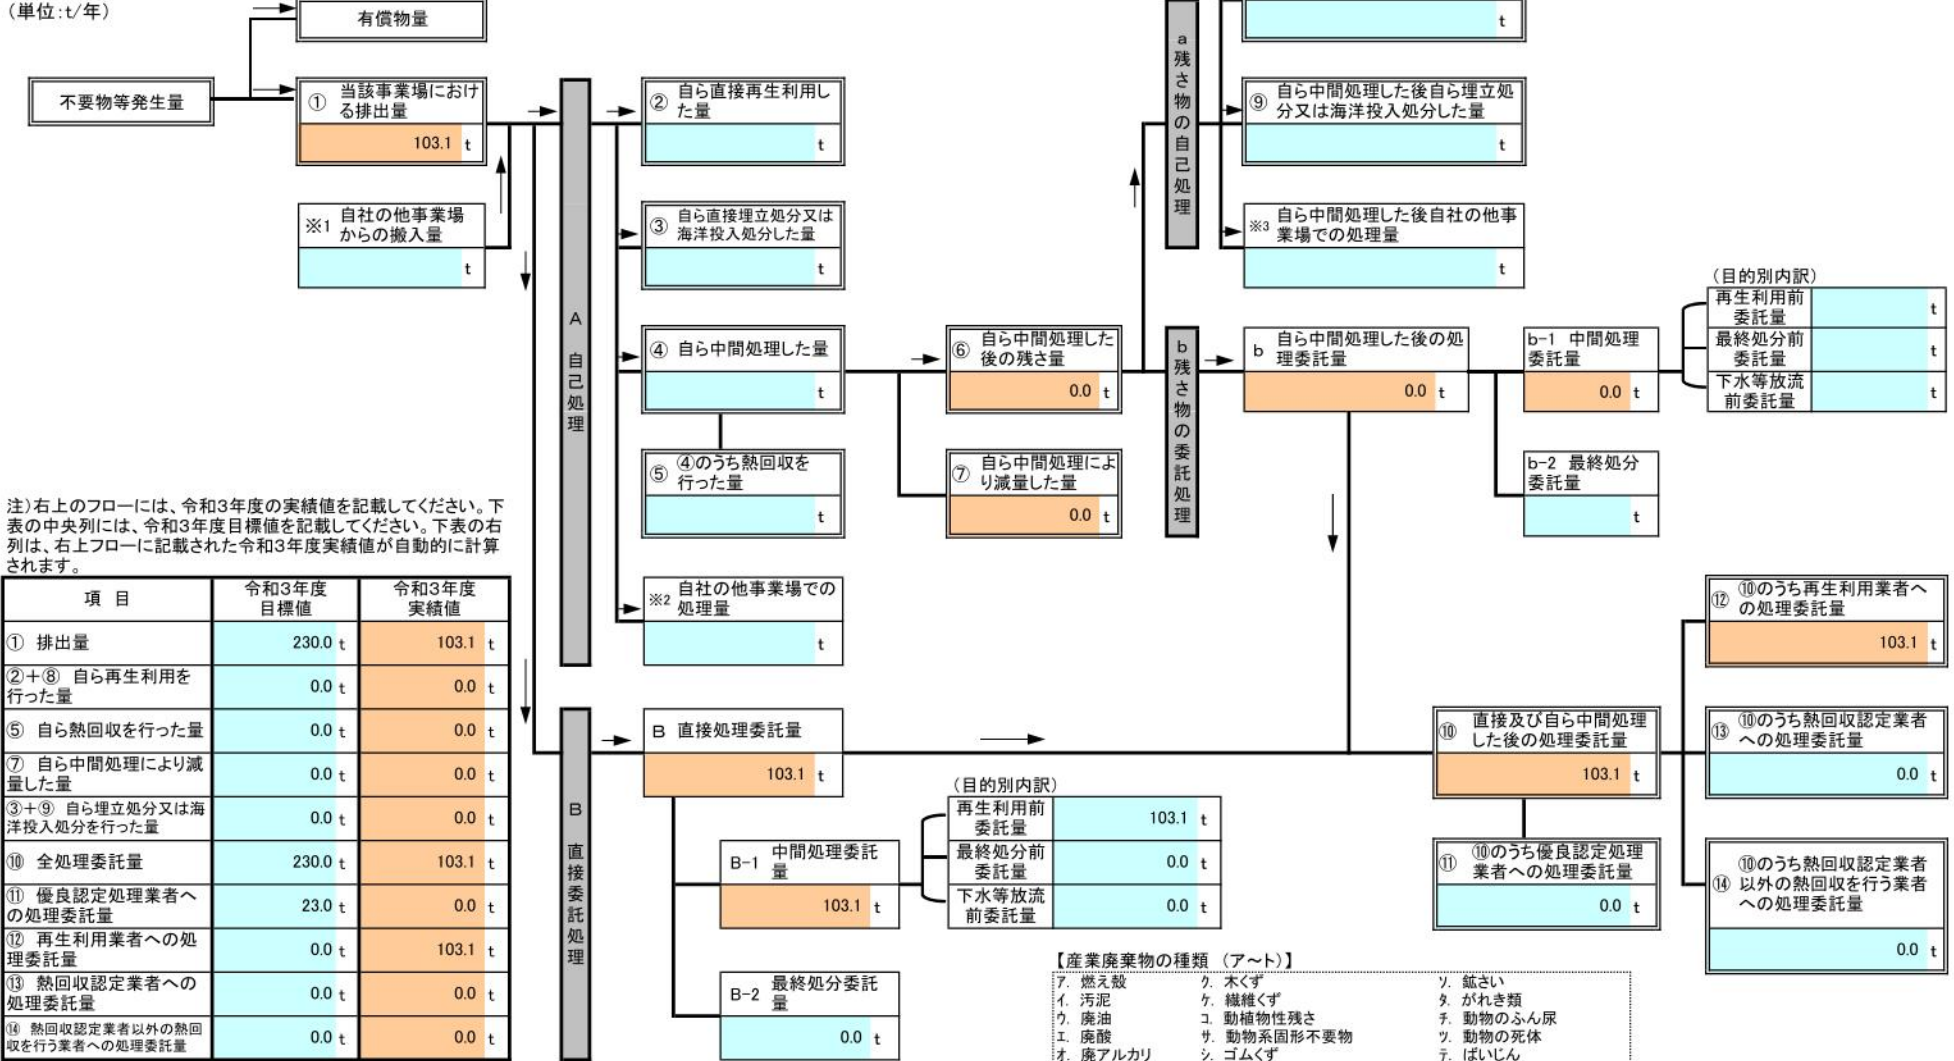 (単位:t/年)
有償物量
不要物等発生量
① 当該事業場におけ
る排出量
103.1 t
※1 自社の他事業場
からの搬入量
t
A 自己処理
② 自ら直接再生利用し
た量
t
③ 自ら直接埋立処分又は
海洋投入処分した量
t
④ 自ら中間処理した量
t
⑤ ④のうち熱回収を
行った量
t
※2 自社の他事業場での
処理量
t
⑥ 自ら中間処理した
後の残さ量
0.0 t
⑦ 自ら中間処理によ
り減量した量
0.0 t
a 残さ物の自己処理
t
⑨ 自ら中間処理した後自ら埋立処
分又は海洋投入処分した量
t
※3 自ら中間処理した後自社の他事
業場での処理量
t
b 残さ物の委託処理
b 自ら中間処理した後の処
理委託量
0.0 t
b-1 中間処理
委託量
0.0 t
b-2 最終処分
委託量
t
(目的別内訳)
再生利用前
委託量
t
最終処分前
委託量
t
下水等放流
前委託量
t
注)右上のフローには、令和3年度の実績値を記載してください。下
表の中央列には、令和3年度目標値を記載してください。下表の右
列は、右上フローに記載された令和3年度実績値が自動的に計算
されます。
項 目
令和3年度
目標値
令和3年度
実績値
① 排出量
230.0 t
103.1 t
②+⑧ 自ら再生利用を
行った量
0.0 t
0.0 t
⑤ 自ら熱回収を行った量
0.0 t
0.0 t
⑦ 自ら中間処理により減
量した量
0.0 t
0.0 t
③+⑨ 自ら埋立処分又は海
洋投入処分を行った量
0.0 t
0.0 t
⑩ 全処理委託量
230.0 t
103.1 t
⑪ 優良認定処理業者へ
の処理委託量
23.0 t
0.0 t
⑫ 再生利用業者への処
理委託量
0.0 t
103.1 t
⑬ 熱回収認定業者への
処理委託量
0.0 t
0.0 t
⑭ 熱回収認定業者以外の熱回
収を行う業者への処理委託量
0.0 t
0.0 t
B 直接委託処理
B 直接処理委託量
103.1 t
B-1 中間処理委託
量
103.1 t
B-2 最終処分委託
量
0.0 t
(目的別内訳)
再生利用前
委託量
103.1 t
最終処分前
委託量
0.0 t
下水等放流
前委託量
0.0 t
⑩ 直接及び自ら中間処理
した後の処理委託量
103.1 t
⑪ ⑩のうち優良認定処理
業者への処理委託量
0.0 t
⑫ ⑩のうち再生利用業者へ
の処理委託量
103.1 t
⑬ ⑩のうち熱回収認定業者
への処理委託量
0.0 t
⑭ ⑩のうち熱回収認定業者
以外の熱回収を行う業者
への処理委託量
0.0 t
【産業廃棄物の種類 (ア~ト)】
ア. 燃え殻 ク. 木くず ソ. 鉱さい
イ. 汚泥 ケ. 繊維くず タ. がれき類
ウ. 廃油 コ. 動植物性残さ チ. 動物のふん尿
エ. 廃酸 サ. 動物系固形不要物 ツ. 動物の死体
オ. 廃アルカリ シ. ゴムくず テ. ばいじん